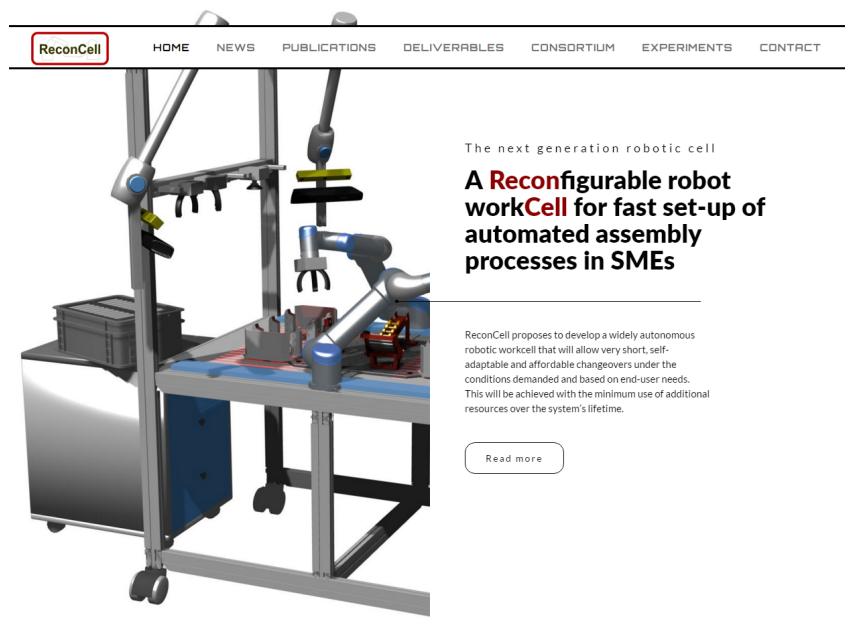 ReconCell
HOME NEWS PUBLICATIONS DELIVERABLES CONSORTIUM EXPERIMENTS CONTACT
The next generation robotic cell
A Reconfigurable robot
workCell for fast set-up of
automated assembly
processes in SMEs
ReconCell proposes to develop a widely autonomous
robotic workcell that will allow very short, self-
adaptable and affordable changeovers under the
conditions demanded and based on end-user needs.
This will be achieved with the minimum use of additional
resources over the system's lifetime.
Read more